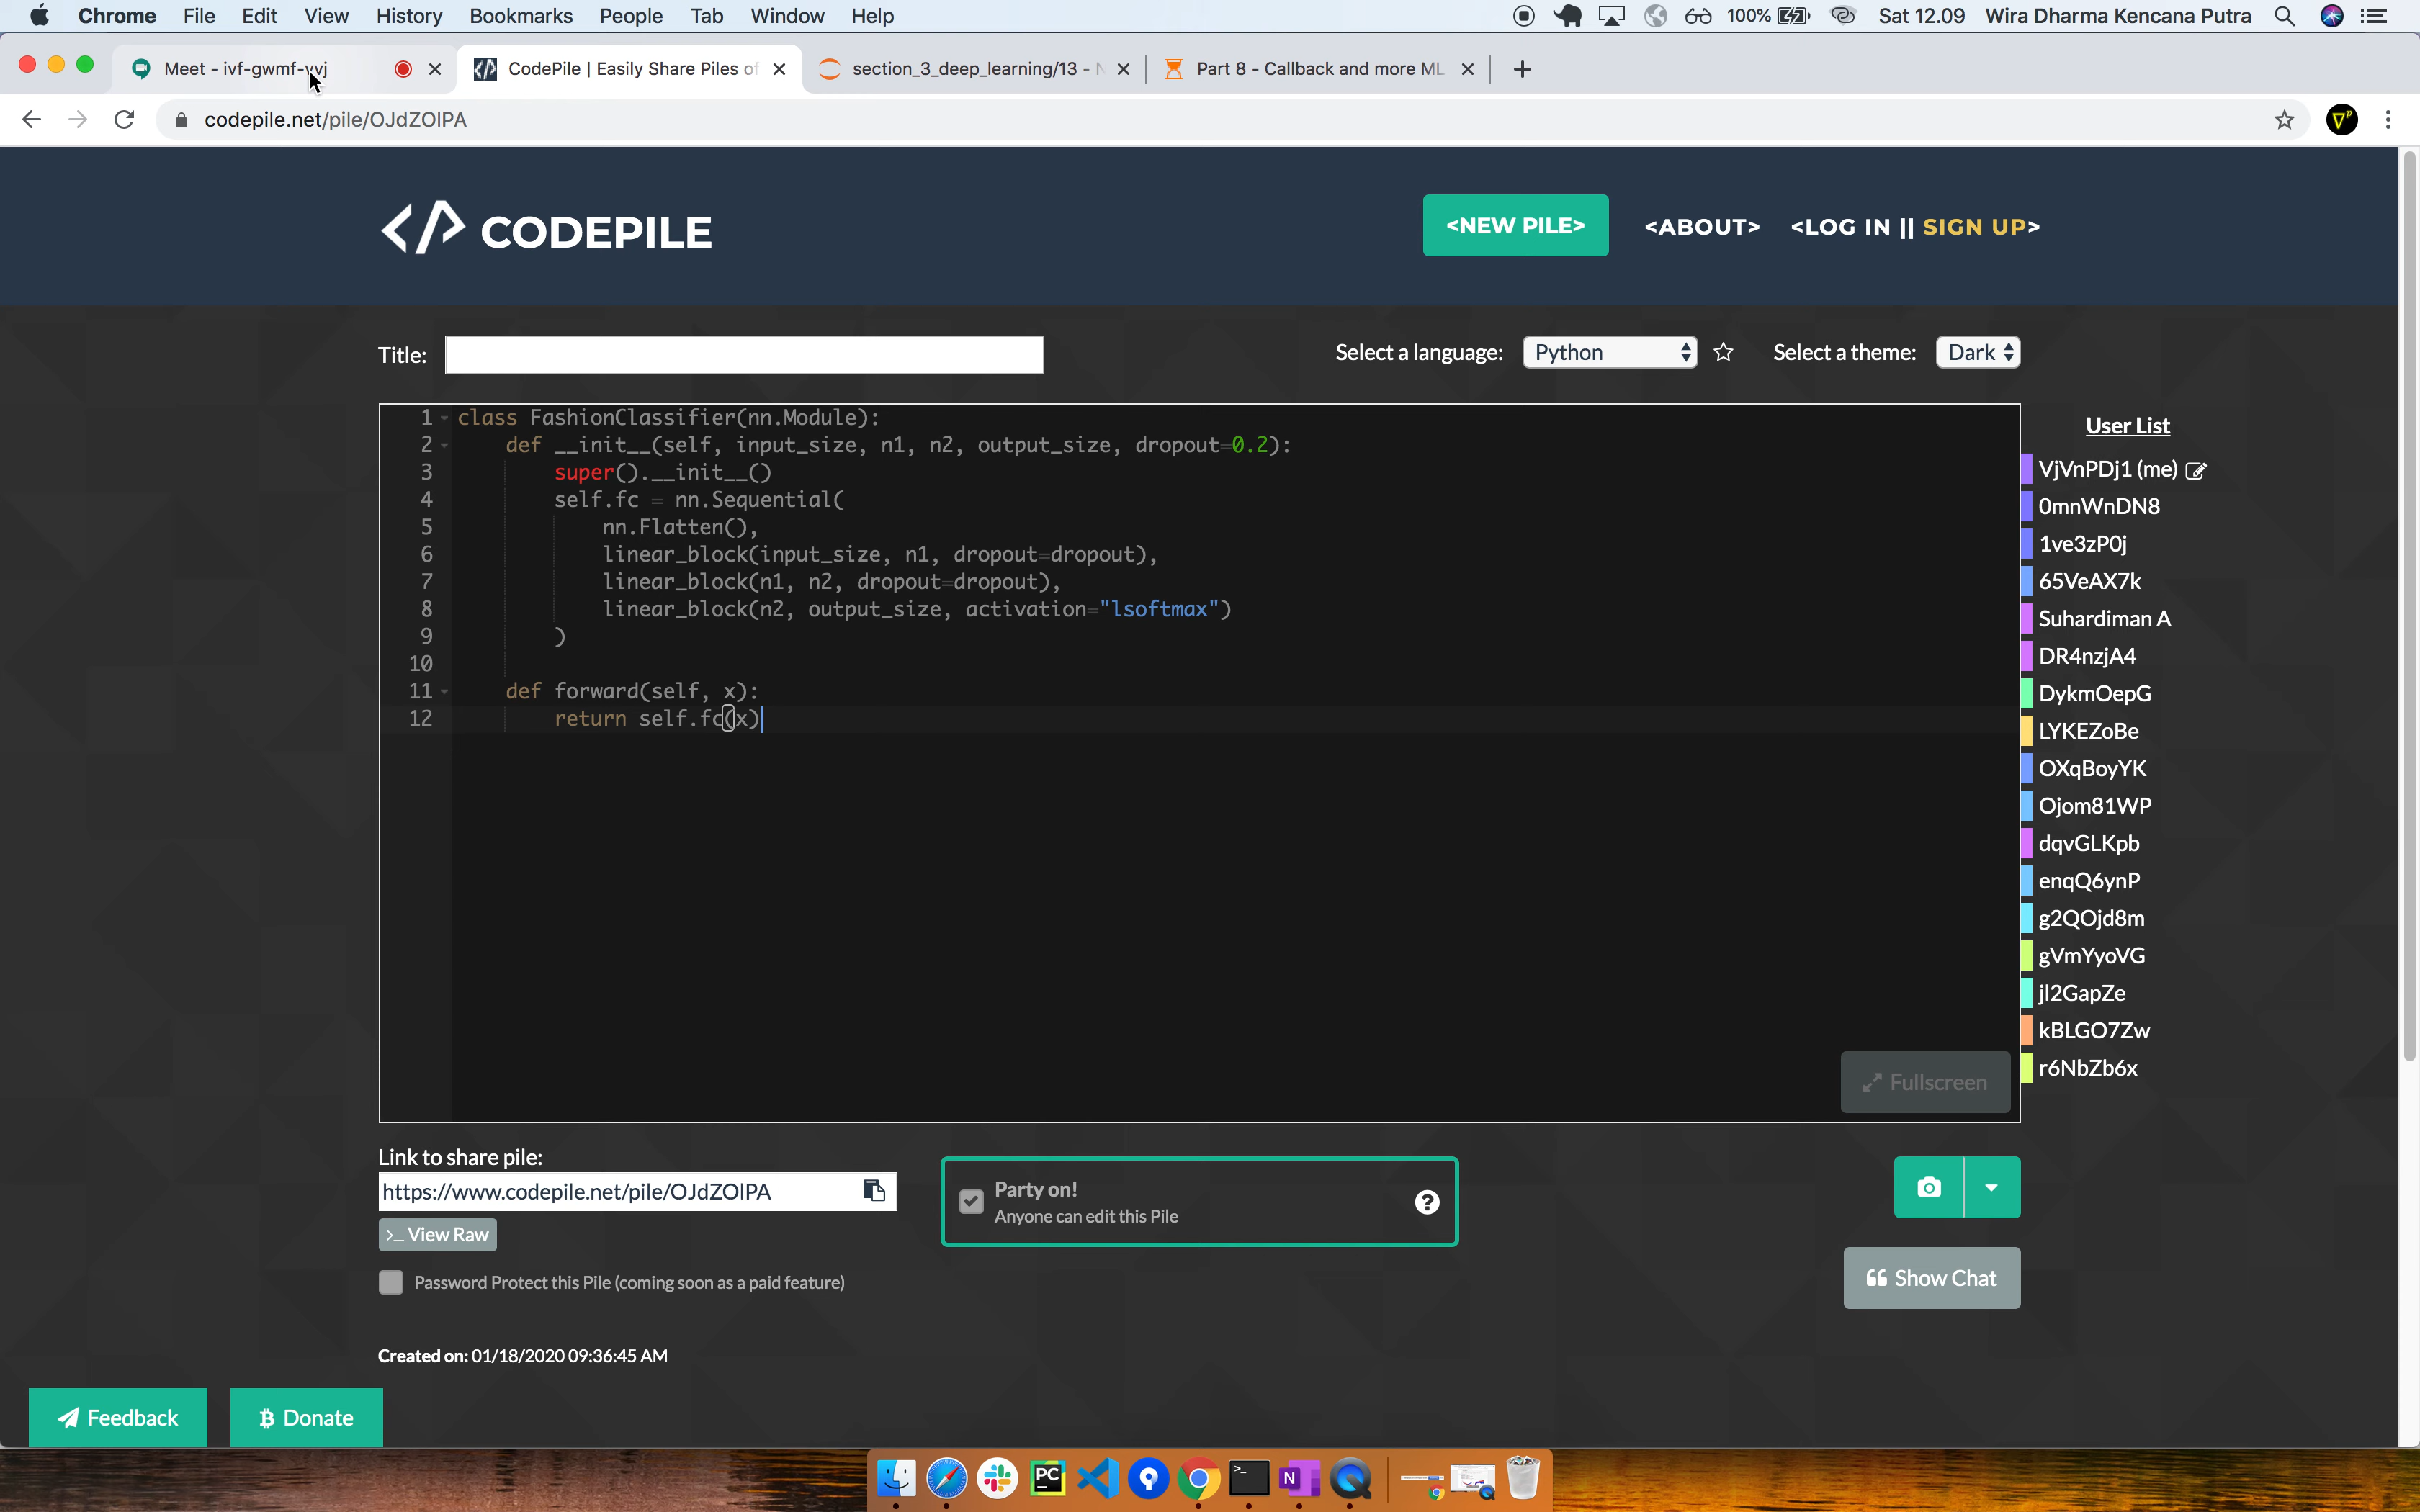 Chrome File Edit View History Bookmarks People Tab Window Help 100% Sat 12.09 Wira Dharma Kencana Putra
Meet - ivf-gwmf-vvj CodePile | Easily Share Piles of section_3_deep_learning/13 - N Part 8 - Callback and more ML
codepile.net/pile/OJdZOlPA
</> CODEPILE <NEW PILE> <ABOUT> <LOG IN || SIGN UP>
Title: Select a language: Python Select a theme: Dark
1 class FashionClassifier(nn.Module):
2 def __init__(self, input_size, n1, n2, output_size, dropout=0.2):
3 super().__init__()
4 self.fc = nn.Sequential(
5 nn.Flatten(),
6 linear_block(input_size, n1, dropout=dropout),
7 linear_block(n1, n2, dropout=dropout),
8 linear_block(n2, output_size, activation="lsoftmax")
9 )
10
11 def forward(self, x):
12 return self.fc(x)
User List
VjVnPDj1 (me)
0mnWnDN8
1ve3zP0j
65VeAX7k
Suhardiman A
DR4nzjA4
DykmOepG
LYKEZoBe
OXqBoyYK
Ojom81WP
dqvGLKpb
enqQ6ynP
g2QOjd8m
gVmYyoVG
jl2GapZe
kBLGO7Zw
r6NbZb6x
Fullscreen
Link to share pile:
https://www.codepile.net/pile/OJdZOlPA
>_ View Raw
Party on!
Anyone can edit this Pile
Password Protect this Pile (coming soon as a paid feature)
Show Chat
Created on: 01/18/2020 09:36:45 AM
Feedback Donate
PC
N